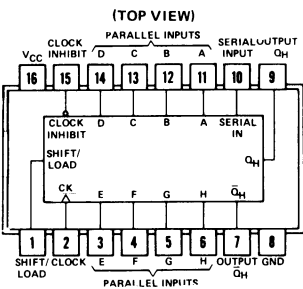 (TOP VIEW)
PARALLEL INPUTS
CLOCK SERIAL OUTPUT
VCC INHIBIT D C B A INPUT QH
16 15 14 13 12 11 10 9
CLOCK D C B A SERIAL
INHIBIT IN
SHIFT/ QH
LOAD
CK E F G H Q̅H
1 2 3 4 5 6 7 8
SHIFT/ CLOCK E F G H OUTPUT GND
LOAD Q̅H
PARALLEL INPUTS